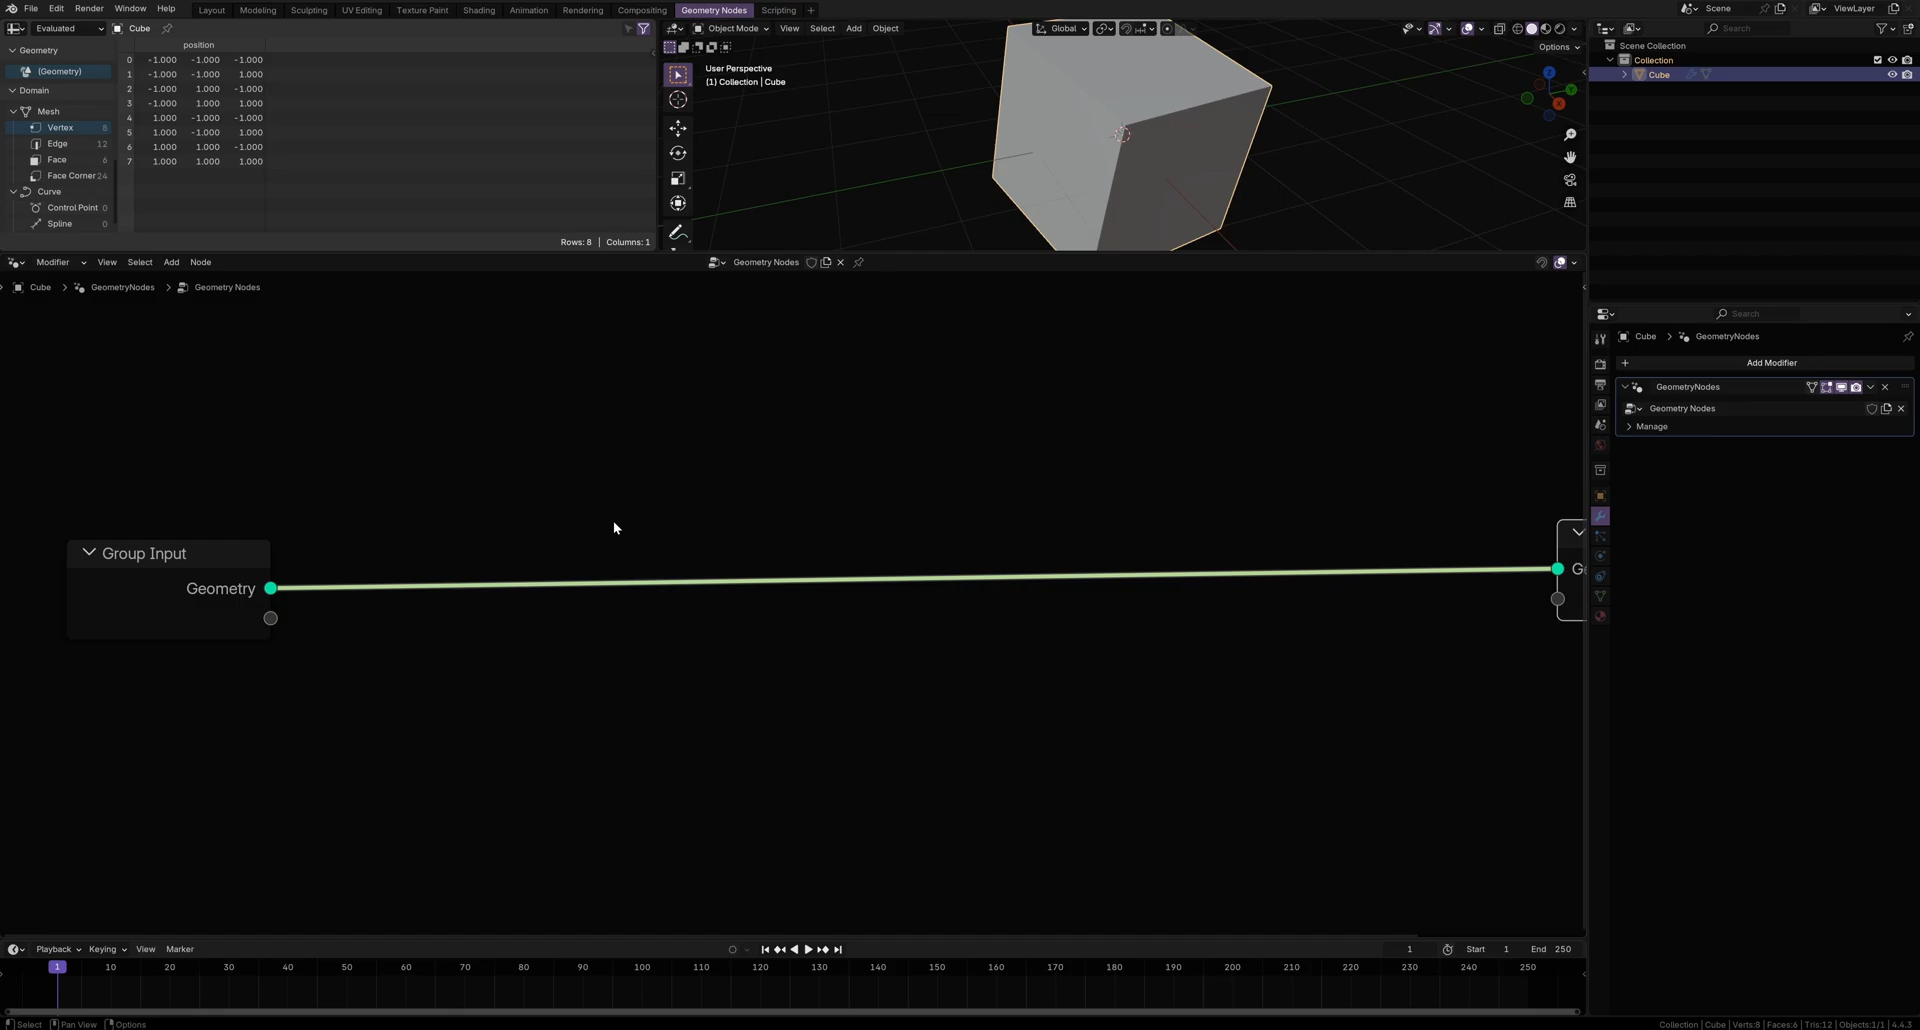 File Edit Render Window Help Layout Modeling Sculpting UV Editing Texture Paint Shading Animation Rendering Compositing Geometry Nodes Scripting + Scene ViewLayer
Evaluated Cube
Geometry
(Geometry)
Domain
Mesh
Vertex 8
Edge 12
Face 6
Face Corner 24
Curve
Control Point 0
Spline 0
position
0 -1.000 -1.000 -1.000
1 -1.000 -1.000 1.000
2 -1.000 1.000 -1.000
3 -1.000 1.000 1.000
4 1.000 -1.000 -1.000
5 1.000 -1.000 1.000
6 1.000 1.000 -1.000
7 1.000 1.000 1.000
Rows: 8 | Columns: 1
Object Mode View Select Add Object Global
Options
User Perspective
(1) Collection | Cube
Z
Y
X
Search
Scene Collection
Collection
Cube
Modifier View Select Add Node Geometry Nodes
Cube > GeometryNodes > Geometry Nodes
Group Input
Geometry
Ge
Search
Cube > GeometryNodes
+ Add Modifier
GeometryNodes
Geometry Nodes
Manage
Playback Keying View Marker 1 Start 1 End 250
1 10 20 30 40 50 60 70 80 90 100 110 120 130 140 150 160 170 180 190 200 210 220 230 240 250
Select Pan View Options Collection | Cube | Verts:8 | Faces:6 | Tris:12 | Objects:1/1 | 4.4.3